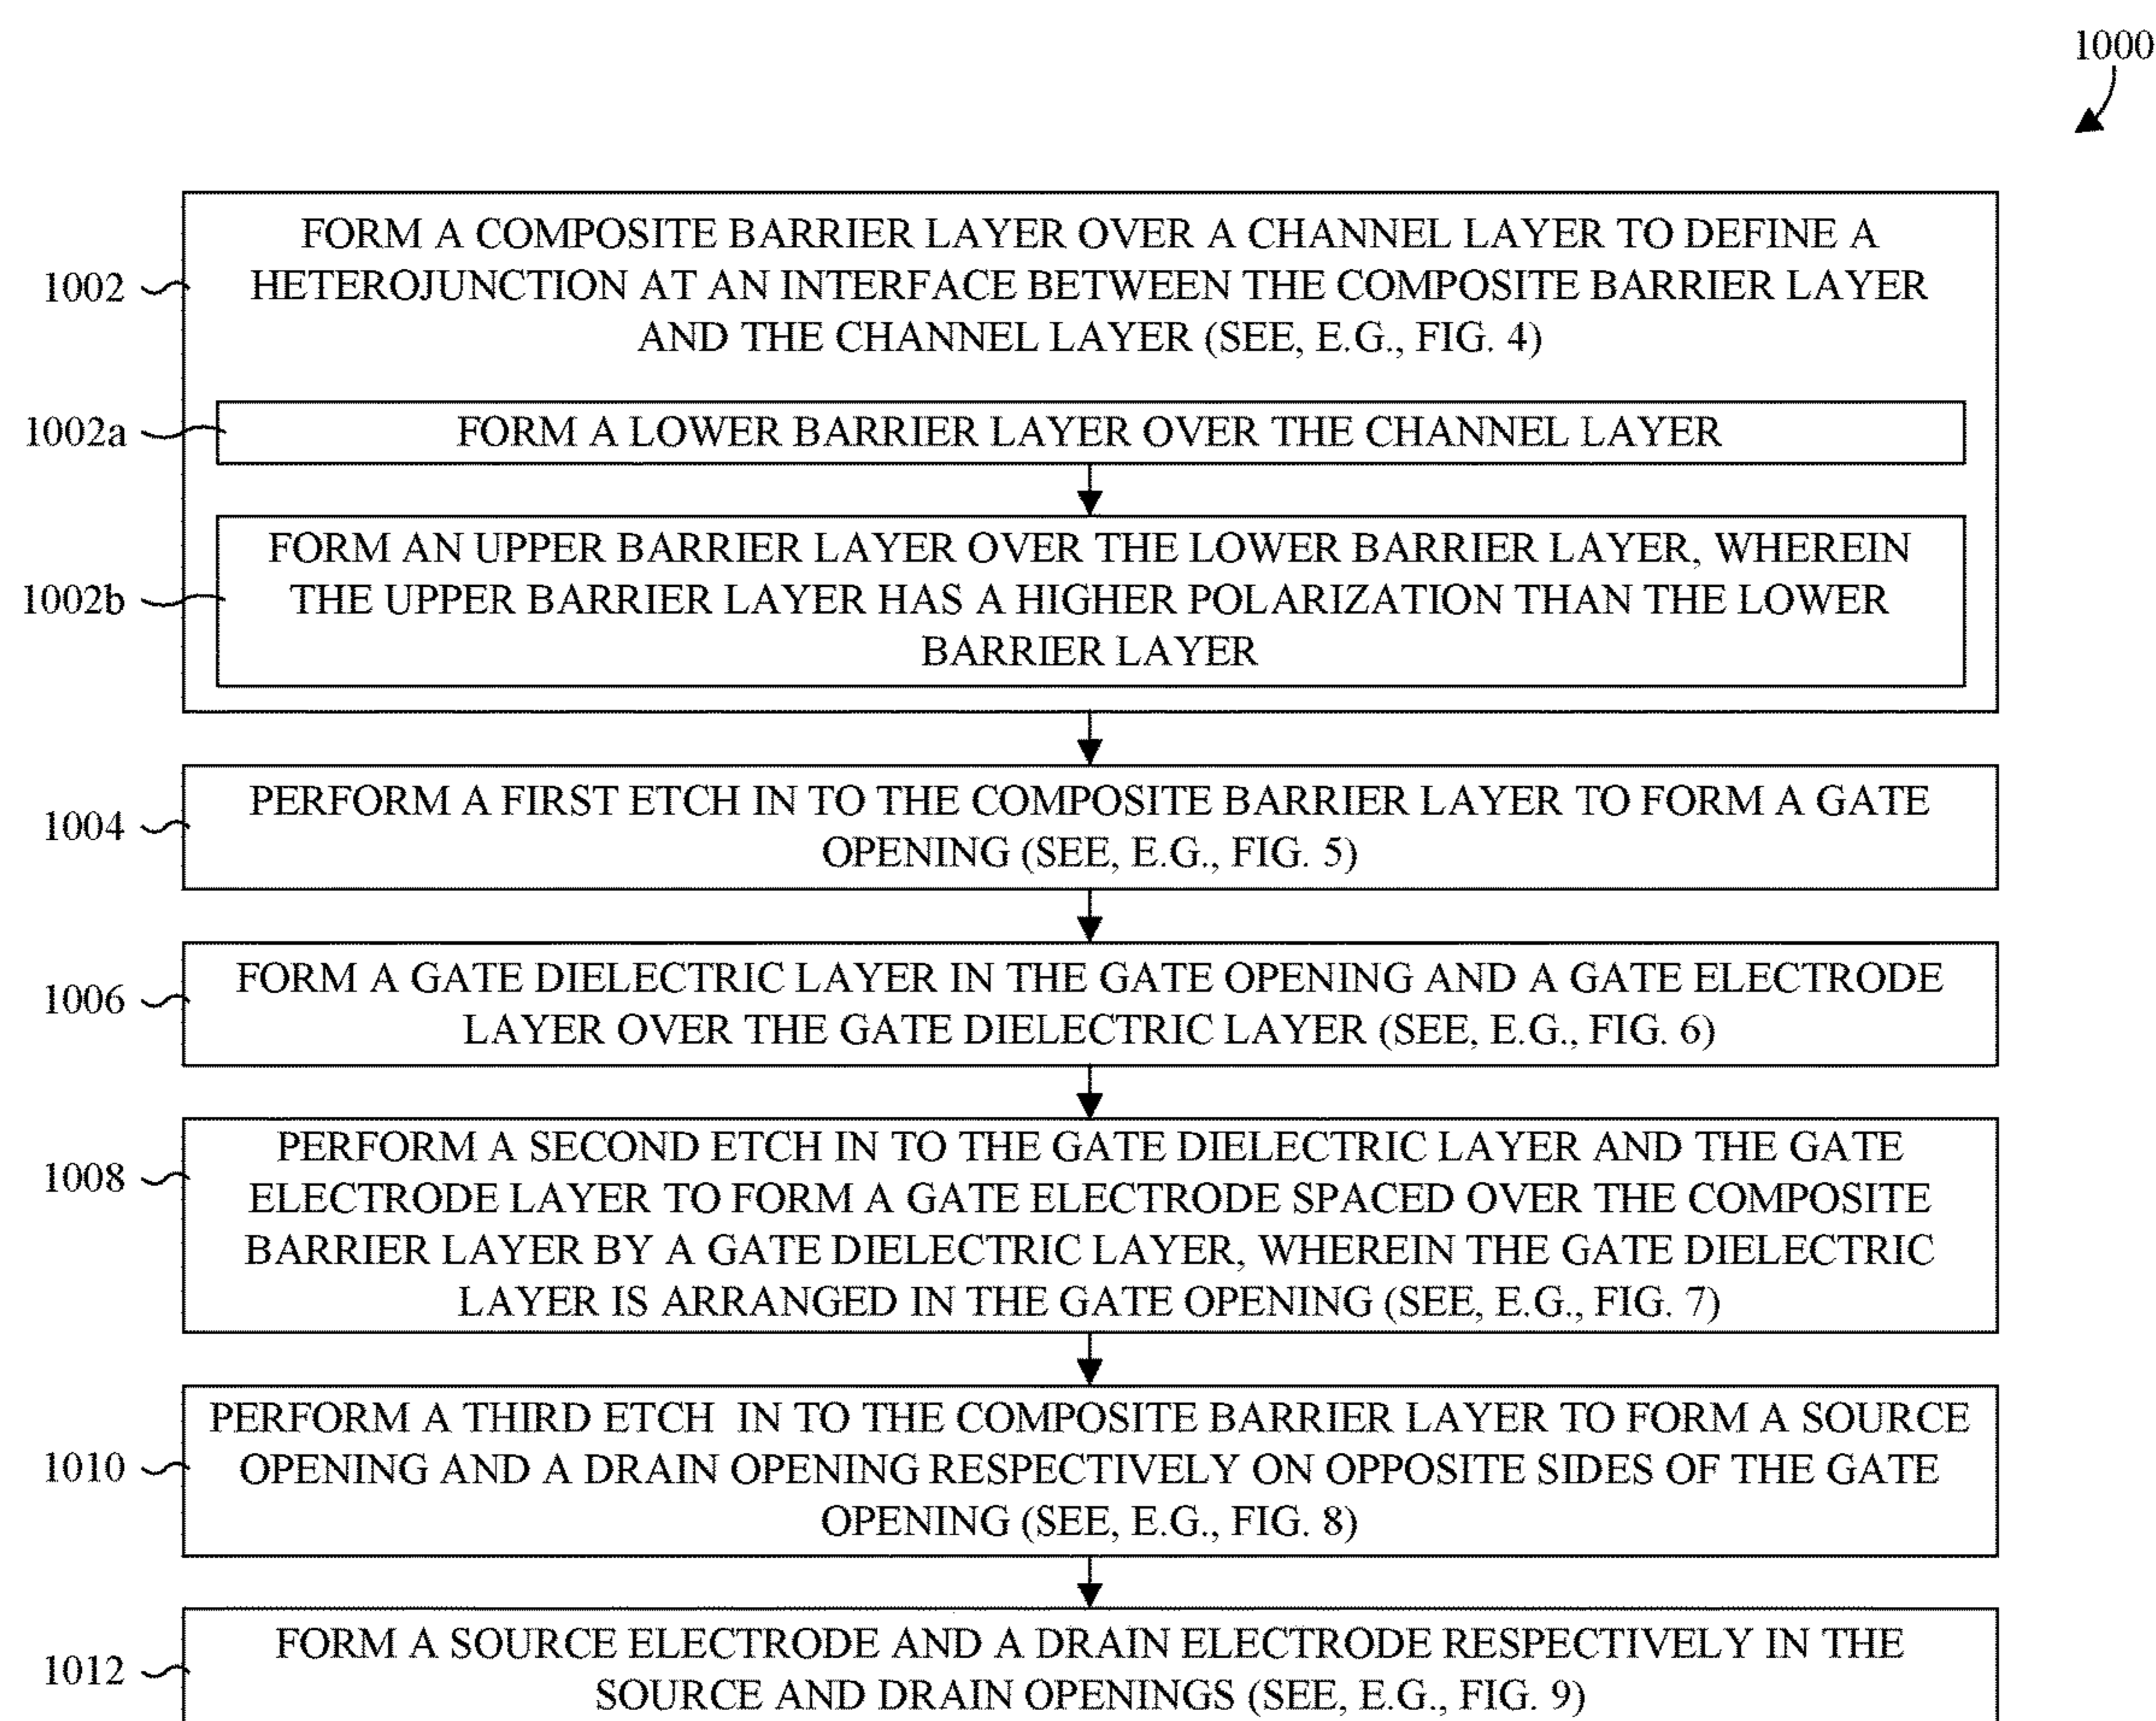 1000
FORM A COMPOSITE BARRIER LAYER OVER A CHANNEL LAYER TO DEFINE A
1002
HETEROJUNCTION AT AN INTERFACE BETWEEN THE COMPOSITE BARRIER LAYER
AND THE CHANNEL LAYER (SEE, E.G., FIG. 4)
1002a
FORM A LOWER BARRIER LAYER OVER THE CHANNEL LAYER
FORM AN UPPER BARRIER LAYER OVER THE LOWER BARRIER LAYER, WHEREIN
1002b
THE UPPER BARRIER LAYER HAS A HIGHER POLARIZATION THAN THE LOWER
BARRIER LAYER
1004
PERFORM A FIRST ETCH IN TO THE COMPOSITE BARRIER LAYER TO FORM A GATE
OPENING (SEE, E.G., FIG. 5)
1006
FORM A GATE DIELECTRIC LAYER IN THE GATE OPENING AND A GATE ELECTRODE
LAYER OVER THE GATE DIELECTRIC LAYER (SEE, E.G., FIG. 6)
1008
PERFORM A SECOND ETCH IN TO THE GATE DIELECTRIC LAYER AND THE GATE
ELECTRODE LAYER TO FORM A GATE ELECTRODE SPACED OVER THE COMPOSITE
BARRIER LAYER BY A GATE DIELECTRIC LAYER, WHEREIN THE GATE DIELECTRIC
LAYER IS ARRANGED IN THE GATE OPENING (SEE, E.G., FIG. 7)
1010
PERFORM A THIRD ETCH IN TO THE COMPOSITE BARRIER LAYER TO FORM A SOURCE
OPENING AND A DRAIN OPENING RESPECTIVELY ON OPPOSITE SIDES OF THE GATE
OPENING (SEE, E.G., FIG. 8)
1012
FORM A SOURCE ELECTRODE AND A DRAIN ELECTRODE RESPECTIVELY IN THE
SOURCE AND DRAIN OPENINGS (SEE, E.G., FIG. 9)